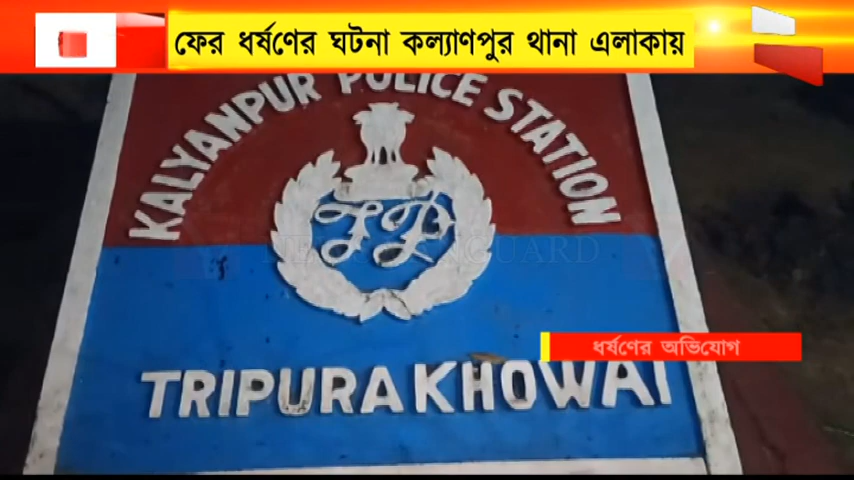 ফের ধর্ষণের ঘটনা কল্যাণপুর থানা এলাকায়
KALYANPUR POLICE STATION
ধর্ষণের অভিযোগ
TRIPURA KHOWAI